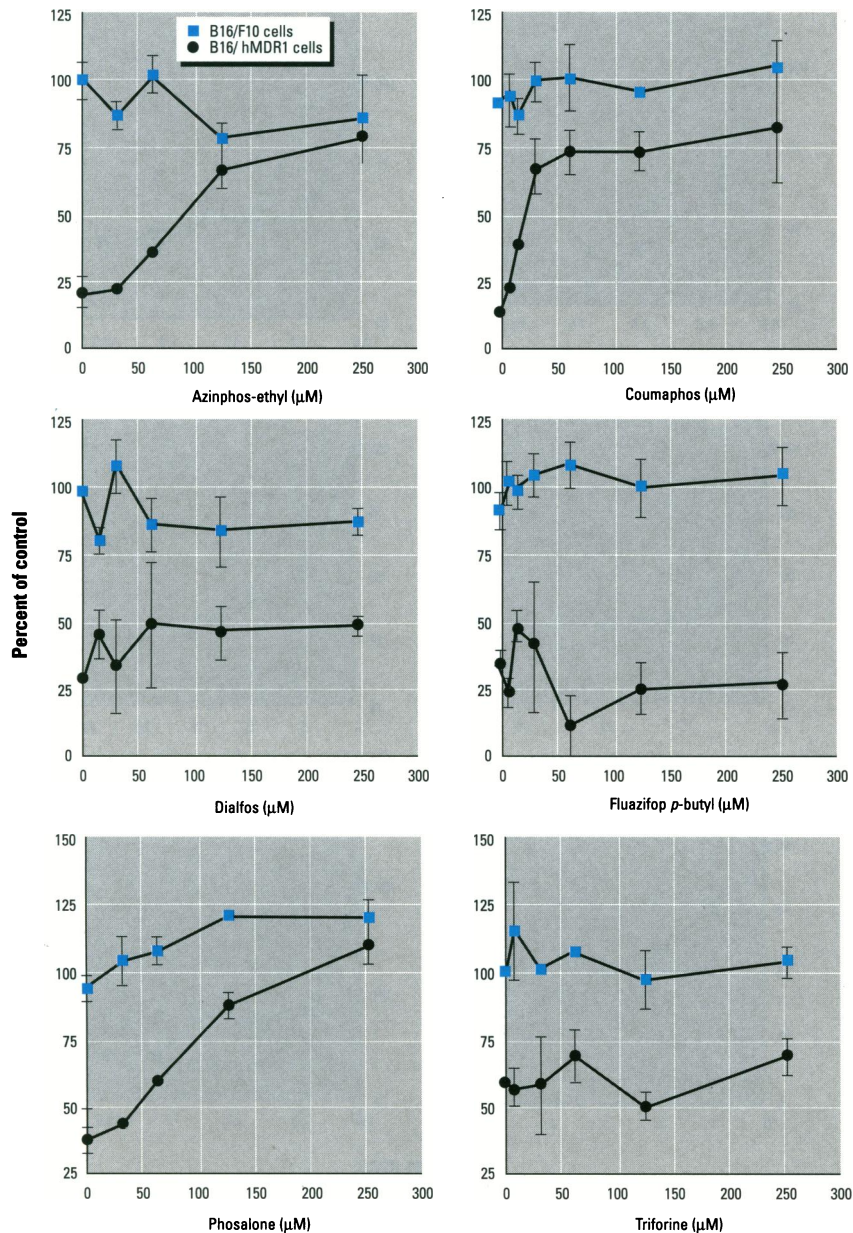 B16/F10 cells
B16/ hMDR1 cells
125
100
75
50
25
0
0 50 100 150 200 250 300
Azinphos-ethyl (μM)
125
100
75
50
25
0
0 50 100 150 200 250 300
Coumaphos (μM)
Percent of control
125
100
75
50
25
0
0 50 100 150 200 250 300
Dialfos (μM)
125
100
75
50
25
0
0 50 100 150 200 250 300
Fluazifop p-butyl (μM)
150
125
100
75
50
25
0 50 100 150 200 250 300
Phosalone (μM)
150
125
100
75
50
25
0 50 100 150 200 250 300
Triforine (μM)